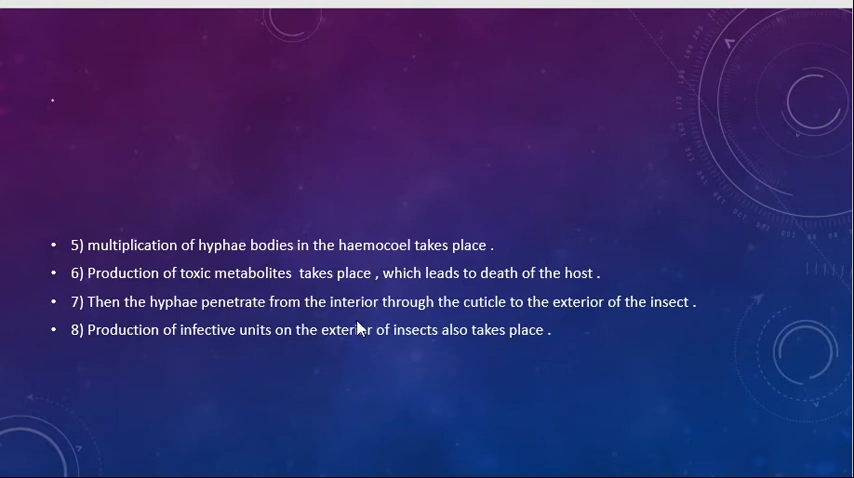 .
• 5) multiplication of hyphae bodies in the haemocoel takes place .
• 6) Production of toxic metabolites takes place , which leads to death of the host .
• 7) Then the hyphae penetrate from the interior through the cuticle to the exterior of the insect .
• 8) Production of infective units on the exterior of insects also takes place .